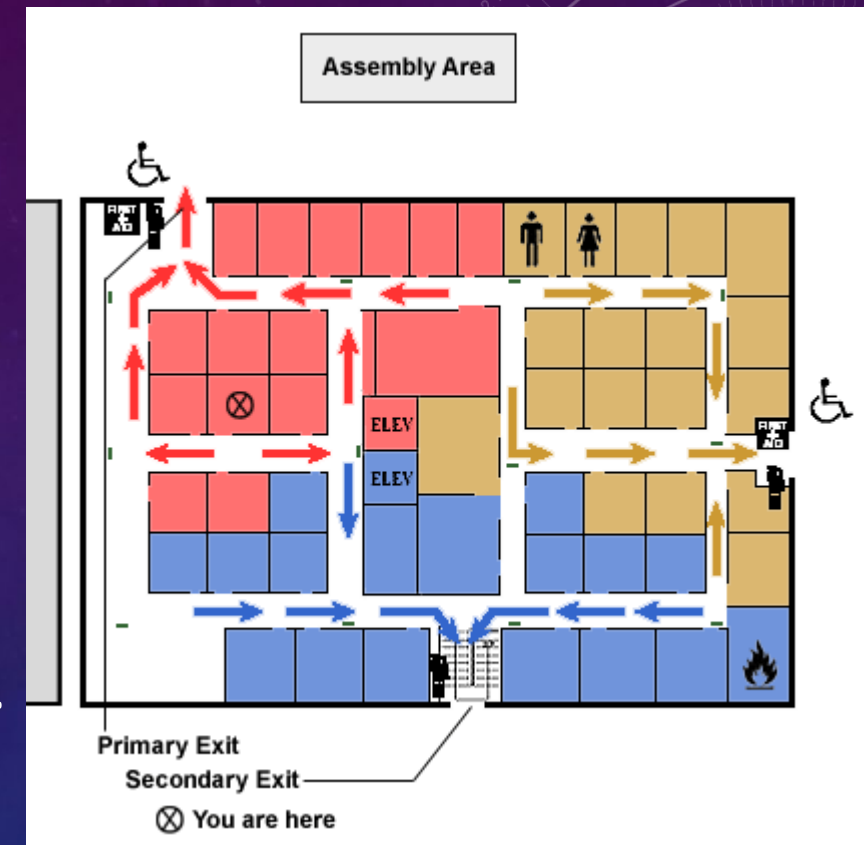 Assembly Area
FIRST
AID
ELEV
FIRST
AID
ELEV
Primary Exit
Secondary Exit
You are here